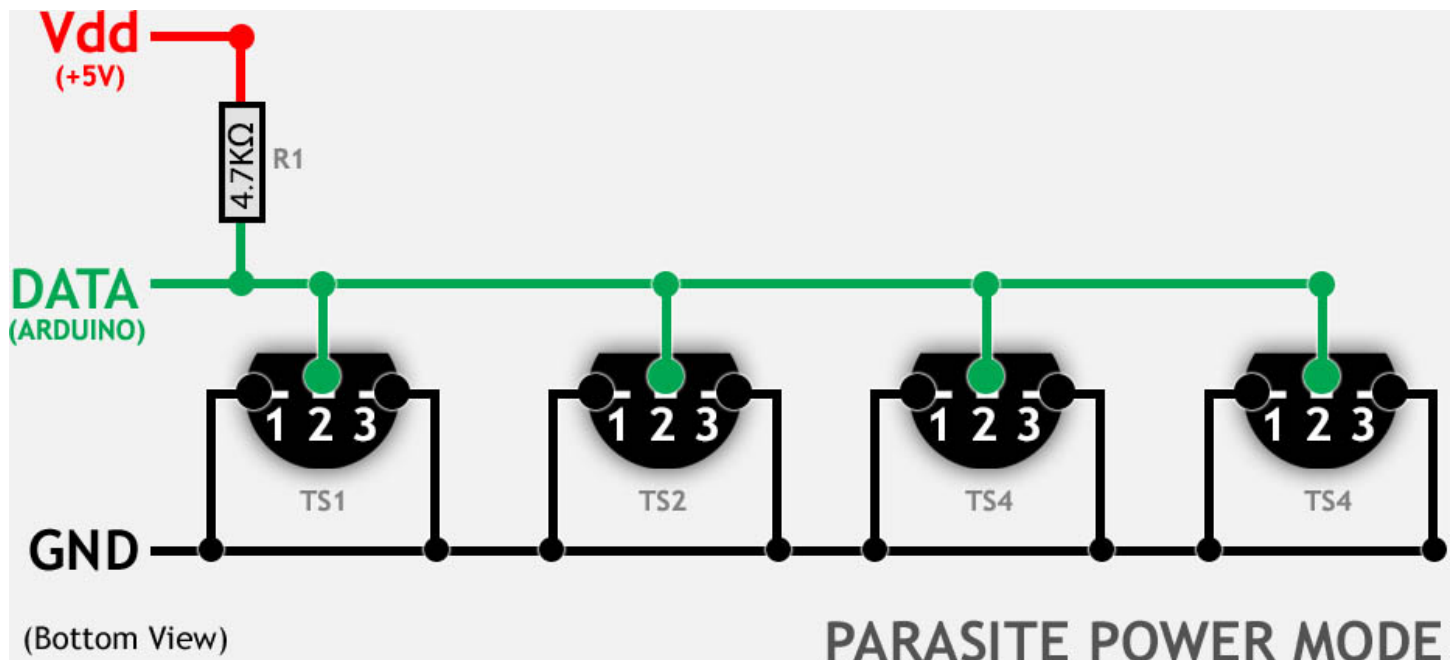 Vdd
(+5V)
4.7KΩ
R1
DATA
(ARDUINO)
1 2 3
1 2 3
1 2 3
1 2 3
TS1
TS2
TS4
TS4
GND
(Bottom View)
PARASITE POWER MODE